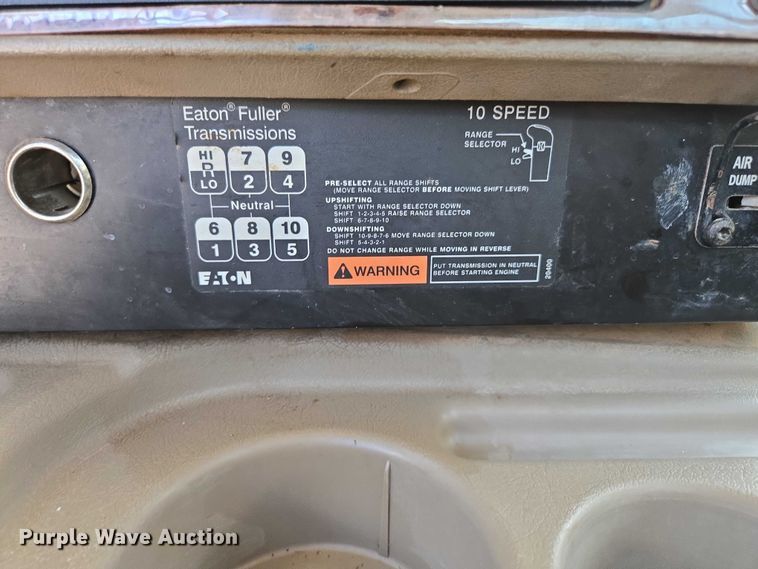 Eaton® Fuller®
Transmissions
HI 7 9
R
LO 2 4
Neutral
6 8 10
1 3 5
EATON
10 SPEED
RANGE
SELECTOR
HI
LO
PRE-SELECT ALL RANGE SHIFTS
(MOVE RANGE SELECTOR BEFORE MOVING SHIFT LEVER)
UPSHIFTING
START WITH RANGE SELECTOR DOWN
SHIFT 1-2-3-4-5 RAISE RANGE SELECTOR
SHIFT 6-7-8-9-10
DOWNSHIFTING
SHIFT 10-9-8-7-6 MOVE RANGE SELECTOR DOWN
SHIFT 5-4-3-2-1
DO NOT CHANGE RANGE WHILE MOVING IN REVERSE
WARNING
PUT TRANSMISSION IN NEUTRAL
BEFORE STARTING ENGINE
20400
AIR
DUMP
Purple Wave Auction®